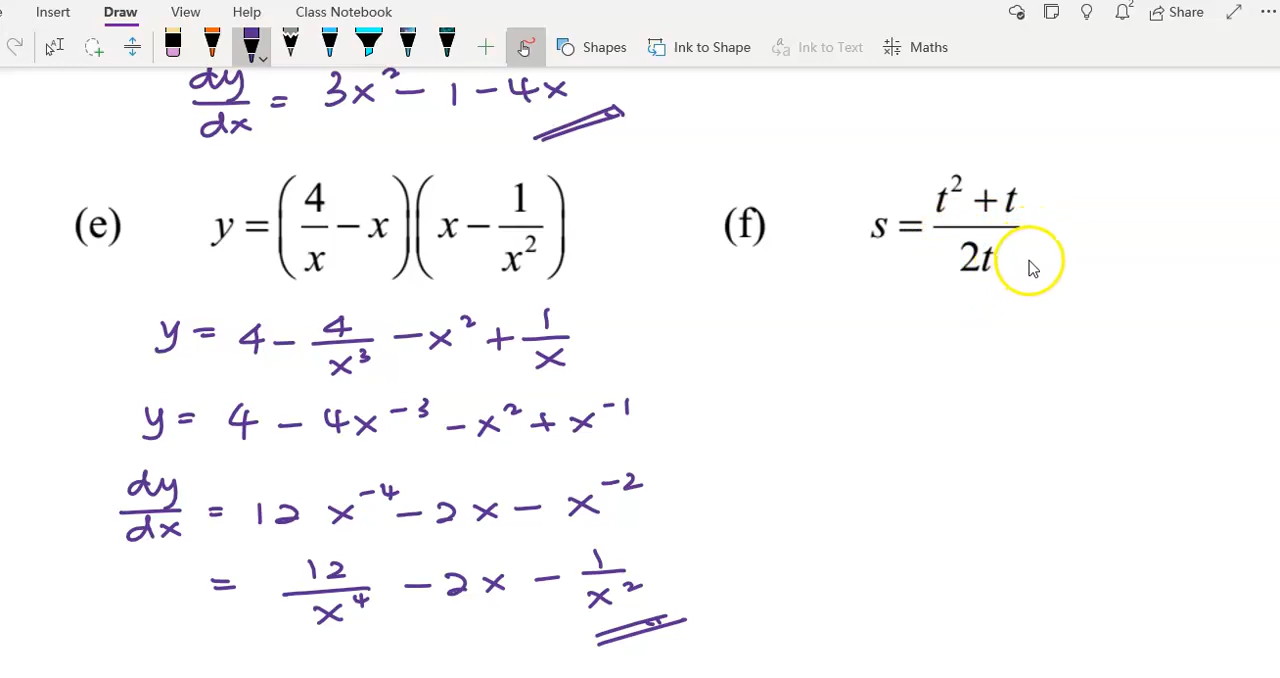 Insert Draw View Help Class Notebook
Share
Shapes Ink to Shape Ink to Text Maths
dy/dx = 3x² - 1 - 4x
(e) y = (4/x - x)(x - 1/x²)
(f) s = (t² + t)/(2t)
y = 4 - 4/x³ - x² + 1/x
y = 4 - 4x⁻³ - x² + x⁻¹
dy/dx = 12x⁻⁴ - 2x - x⁻²
= 12/x⁴ - 2x - 1/x²